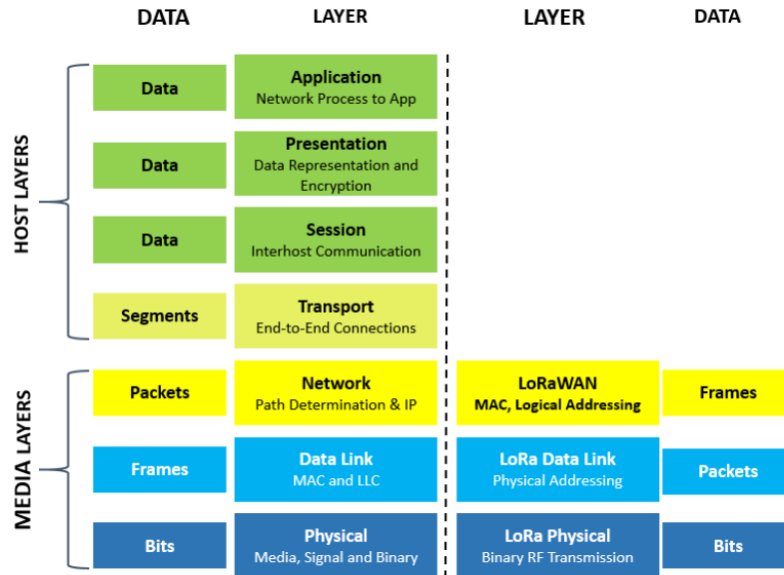 DATA LAYER LAYER DATA
HOST LAYERS
Data
Application
Network Process to App
Data
Presentation
Data Representation and
Encryption
Data
Session
Interhost Communication
Segments
Transport
End-to-End Connections
MEDIA LAYERS
Packets
Network
Path Determination & IP
LoRaWAN
MAC, Logical Addressing
Frames
Frames
Data Link
MAC and LLC
LoRa Data Link
Physical Addressing
Packets
Bits
Physical
Media, Signal and Binary
LoRa Physical
Binary RF Transmission
Bits